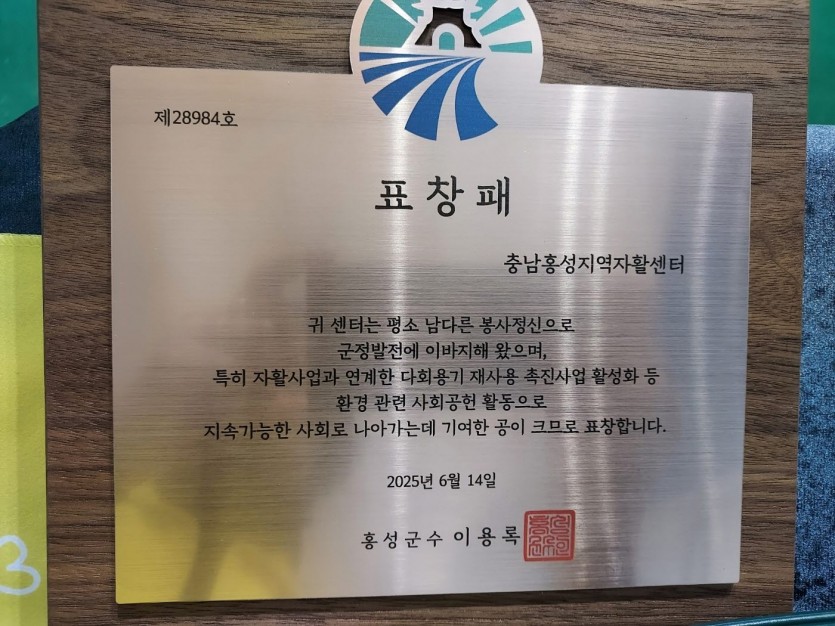 제28984호
표창패
충남홍성지역자활센터
귀 센터는 평소 남다른 봉사정신으로
군정발전에 이바지해 왔으며,
특히 자활사업과 연계한 다회용기 재사용 촉진사업 활성화 등
환경 관련 사회공헌 활동으로
지속가능한 사회로 나아가는데 기여한 공이 크므로 표창합니다.
2025년 6월 14일
홍성군수 이용록
3